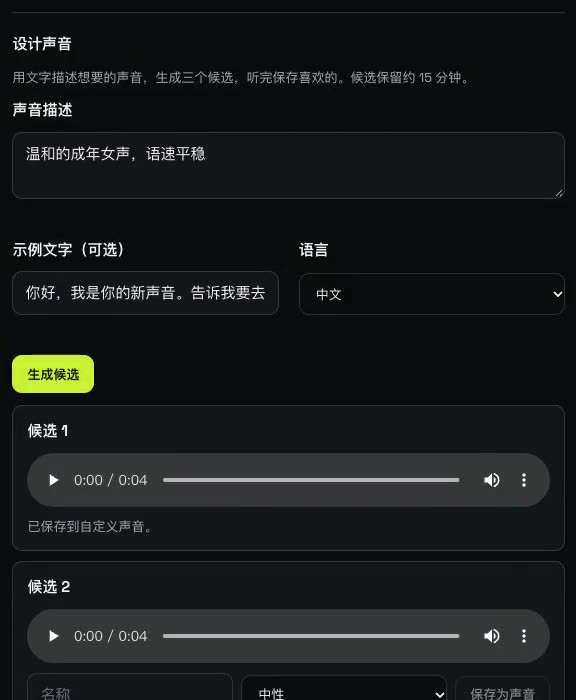 设计声音
用文字描述想要的声音，生成三个候选，听完保存喜欢的。候选保留约 15 分钟。
声音描述
温和的成年女声，语速平稳
示例文字（可选）
语言
你好，我是你的新声音。告诉我要去
中文
生成候选
候选 1
0:00 / 0:04
已保存到自定义声音。
候选 2
0:00 / 0:04
名称
中性
保存为声音